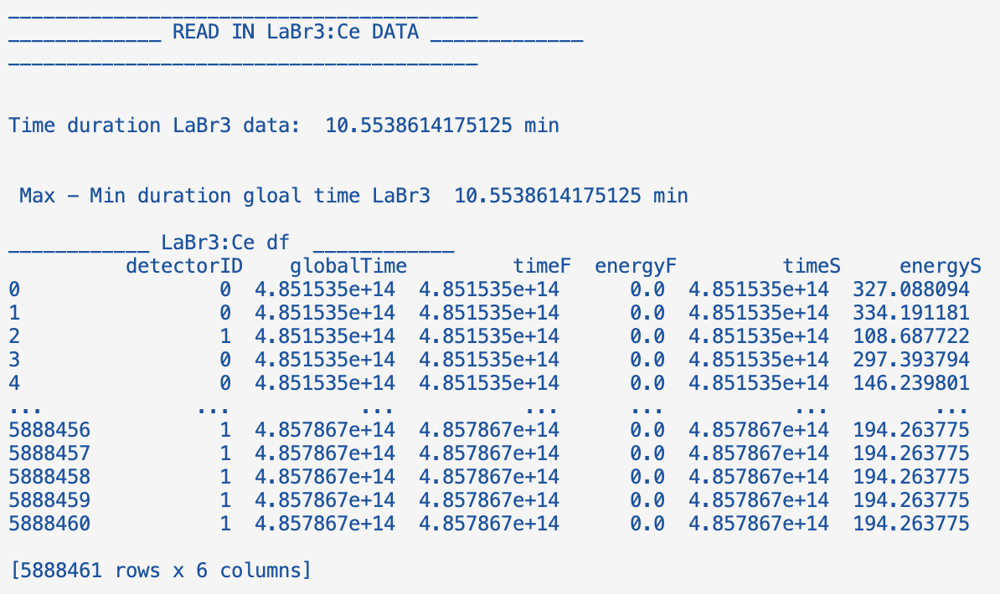 ________________________________________
_____________ READ IN LaBr3:Ce DATA _____________
________________________________________
Time duration LaBr3 data:  10.5538614175125 min
 Max - Min duration gloal time LaBr3  10.5538614175125 min
____________ LaBr3:Ce df  ____________
          detectorID    globalTime         timeF  energyF         timeS     energyS
0                 0  4.851535e+14  4.851535e+14      0.0  4.851535e+14  327.088094
1                 0  4.851535e+14  4.851535e+14      0.0  4.851535e+14  334.191181
2                 1  4.851535e+14  4.851535e+14      0.0  4.851535e+14  108.687722
3                 0  4.851535e+14  4.851535e+14      0.0  4.851535e+14  297.393794
4                 0  4.851535e+14  4.851535e+14      0.0  4.851535e+14  146.239801
...             ...           ...           ...      ...           ...         ...
5888456           1  4.857867e+14  4.857867e+14      0.0  4.857867e+14  194.263775
5888457           1  4.857867e+14  4.857867e+14      0.0  4.857867e+14  194.263775
5888458           1  4.857867e+14  4.857867e+14      0.0  4.857867e+14  194.263775
5888459           1  4.857867e+14  4.857867e+14      0.0  4.857867e+14  194.263775
5888460           1  4.857867e+14  4.857867e+14      0.0  4.857867e+14  194.263775
[5888461 rows x 6 columns]